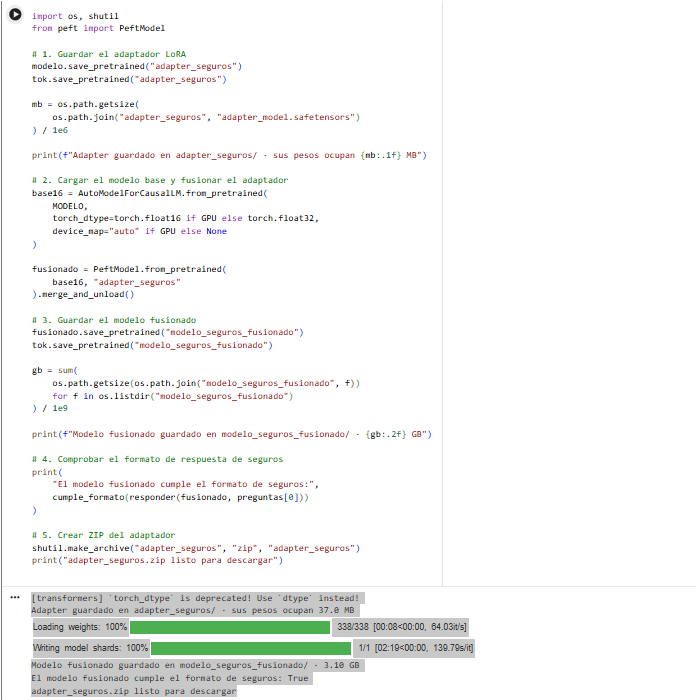 import os, shutil
from peft import PeftModel
# 1. Guardar el adaptador LoRA
modelo.save_pretrained("adapter_seguros")
tok.save_pretrained("adapter_seguros")
mb = os.path.getsize(
os.path.join("adapter_seguros", "adapter_model.safetensors")
) / 1e6
print(f"Adapter guardado en adapter_seguros/ · sus pesos ocupan {mb:.1f} MB")
# 2. Cargar el modelo base y fusionar el adaptador
base16 = AutoModelForCausalLM.from_pretrained(
MODELO,
torch_dtype=torch.float16 if GPU else torch.float32,
device_map="auto" if GPU else None
)
fusionado = PeftModel.from_pretrained(
base16, "adapter_seguros"
).merge_and_unload()
# 3. Guardar el modelo fusionado
fusionado.save_pretrained("modelo_seguros_fusionado")
tok.save_pretrained("modelo_seguros_fusionado")
gb = sum(
os.path.getsize(os.path.join("modelo_seguros_fusionado", f))
for f in os.listdir("modelo_seguros_fusionado")
) / 1e9
print(f"Modelo fusionado guardado en modelo_seguros_fusionado/ · {gb:.2f} GB")
# 4. Comprobar el formato de respuesta de seguros
print(
"El modelo fusionado cumple el formato de seguros:",
cumple_formato(responder(fusionado, preguntas[0]))
)
# 5. Crear ZIP del adaptador
shutil.make_archive("adapter_seguros", "zip", "adapter_seguros")
print("adapter_seguros.zip listo para descargar")
[transformers] `torch_dtype` is deprecated! Use `dtype` instead!
Adapter guardado en adapter_seguros/ · sus pesos ocupan 37.0 MB
Loading weights: 100% 338/338 [00:08<00:00, 64.03it/s]
Writing model shards: 100% 1/1 [02:19<00:00, 139.79s/it]
Modelo fusionado guardado en modelo_seguros_fusionado/ · 3.10 GB
El modelo fusionado cumple el formato de seguros: True
adapter_seguros.zip listo para descargar